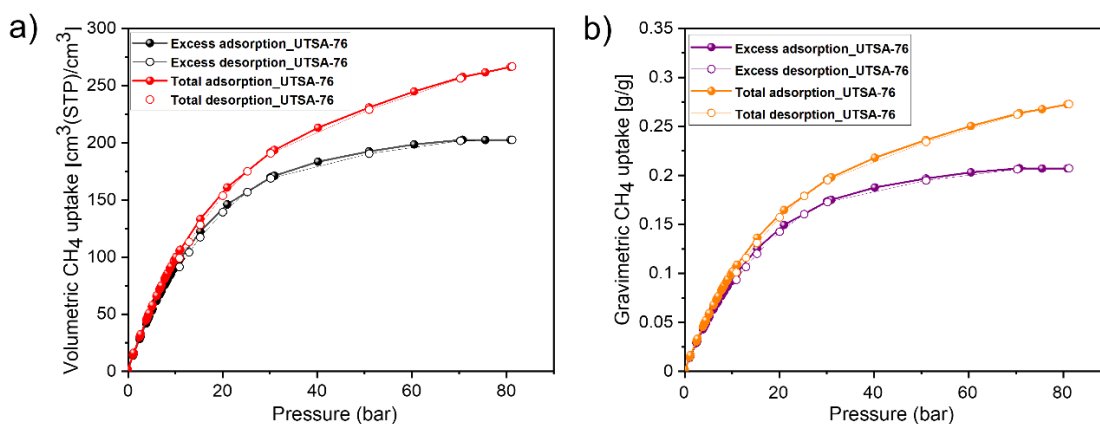 a)
Volumetric CH₄ uptake [cm³(STP)/cm³]
300
250
200
150
100
50
0
Excess adsorption_UTSA-76
Excess desorption_UTSA-76
Total adsorption_UTSA-76
Total desorption_UTSA-76
0 20 40 60 80
Pressure (bar)
b)
Gravimetric CH₄ uptake [g/g]
0.35
0.3
0.25
0.2
0.15
0.1
0.05
0
Excess adsorption_UTSA-76
Excess desorption_UTSA-76
Total adsorption_UTSA-76
Total desorption_UTSA-76
0 20 40 60 80
Pressure (bar)